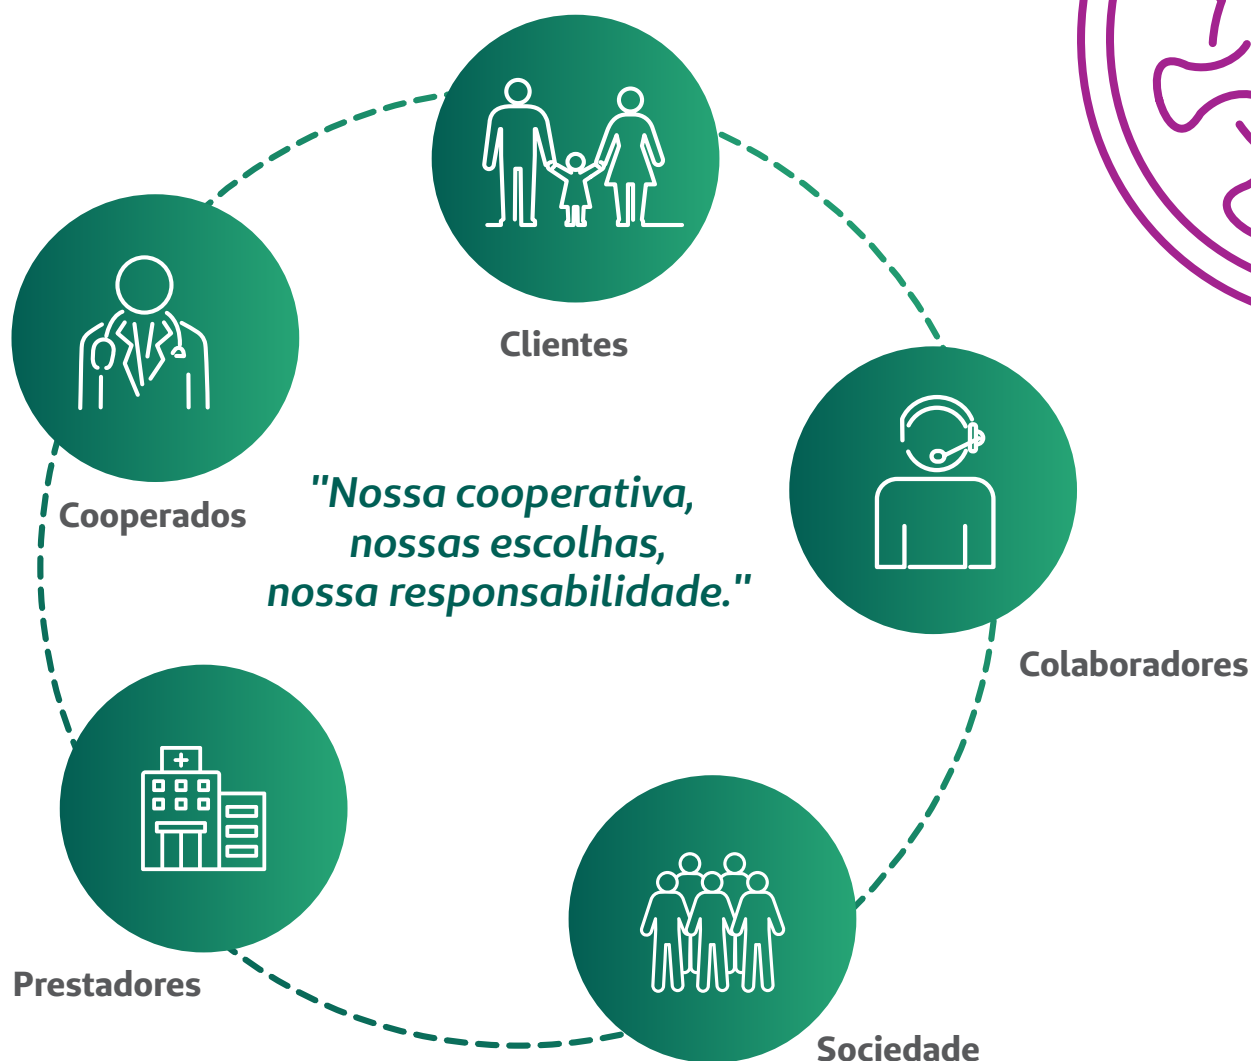 Clientes
Cooperados
"Nossa cooperativa,
nossas escolhas,
nossa responsabilidade."
Colaboradores
Prestadores
Sociedade